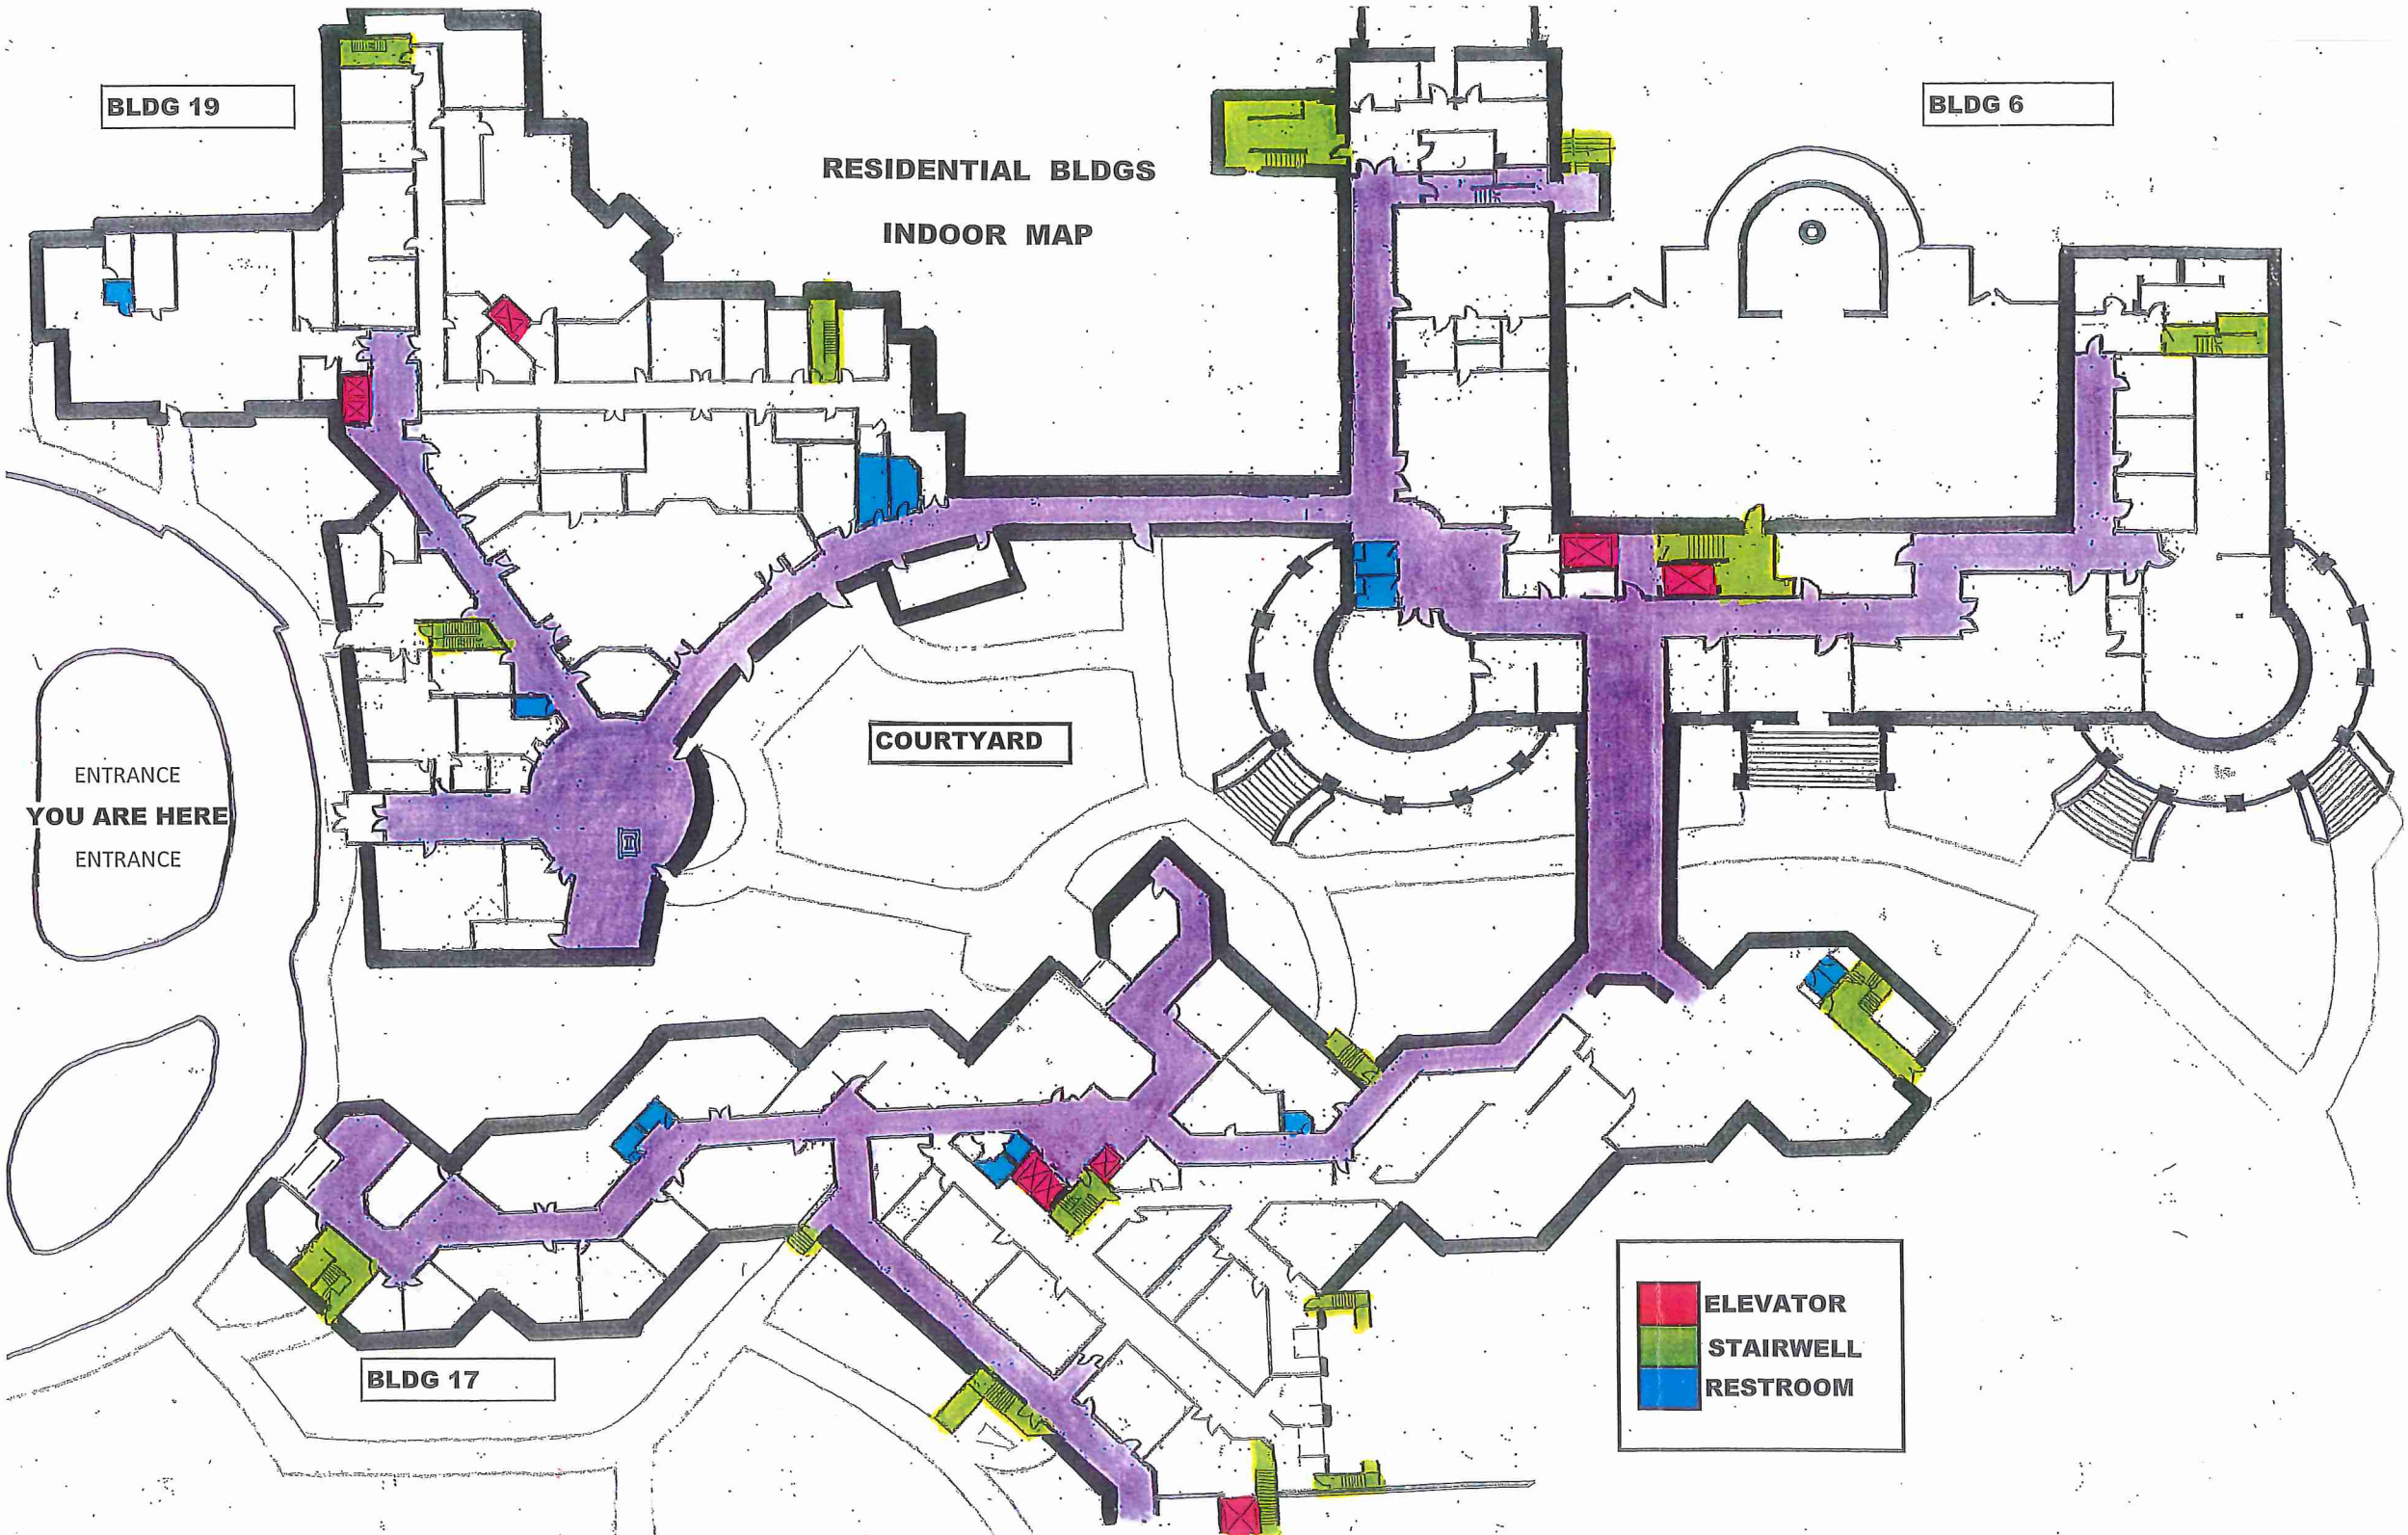 BLDG 19
BLDG 6
RESIDENTIAL BLDGS
INDOOR MAP
COURTYARD
ENTRANCE
YOU ARE HERE
ENTRANCE
BLDG 17
ELEVATOR
STAIRWELL
RESTROOM